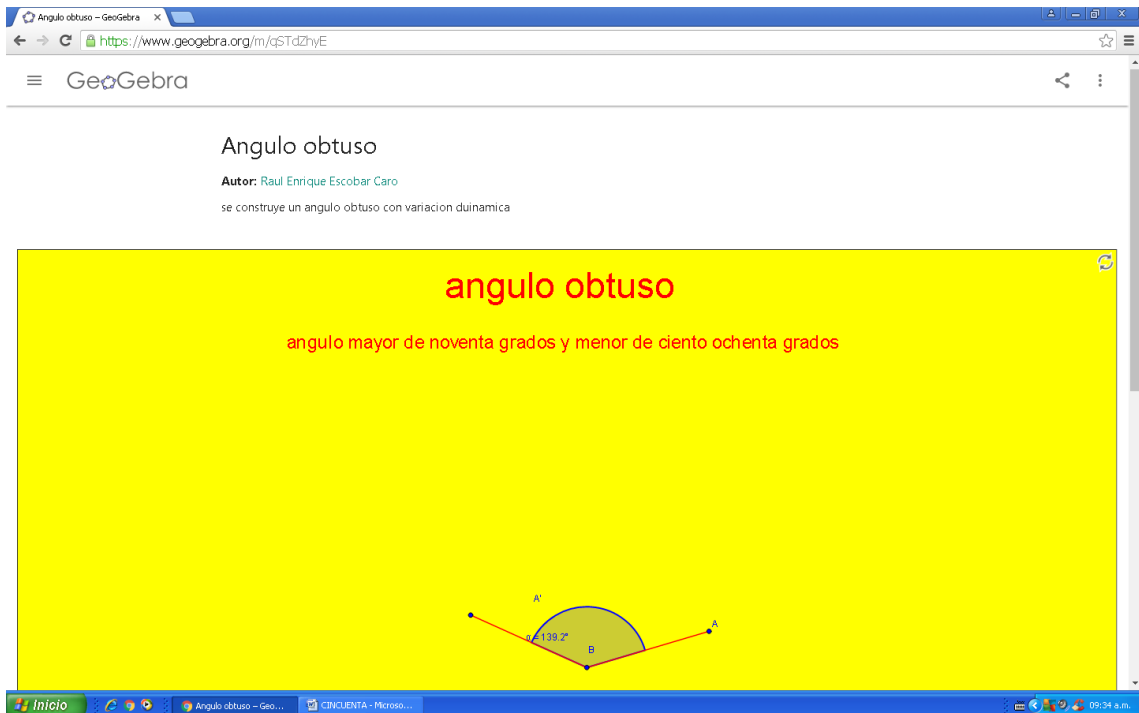 Angulo obtuso – GeoGebra
https://www.geogebra.org/m/qSTdZhyE
GeoGebra
Angulo obtuso
Autor: Raul Enrique Escobar Caro
se construye un angulo obtuso con variacion duinamica
angulo obtuso
angulo mayor de noventa grados y menor de ciento ochenta grados
A'
A
α = 139.2°
B
Inicio
Angulo obtuso – Geo...
CINCUENTA - Microso...
09:34 a.m.